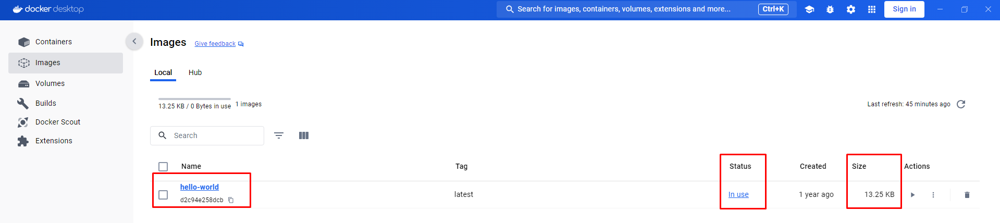 docker desktop
Search for images, containers, volumes, extensions and more...
Ctrl+K
Sign in
Containers
Images
Volumes
Builds
Docker Scout
Extensions
Images
Give feedback
Local
Hub
13.25 KB / 0 Bytes in use
1 images
Last refresh: 45 minutes ago
Search
Name
Tag
Status
Created
Size
Actions
hello-world
d2c94e258dcb
latest
In use
1 year ago
13.25 KB